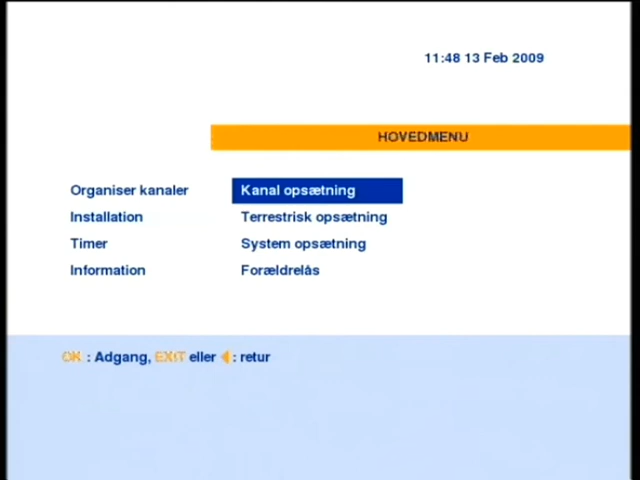 11:48 13 Feb 2009
HOVEDMENU
Organiser kanaler Kanal opsætning
Installation Terrestrisk opsætning
Timer System opsætning
Information Forældrelås
OK : Adgang, EXIT eller ◀ : retur